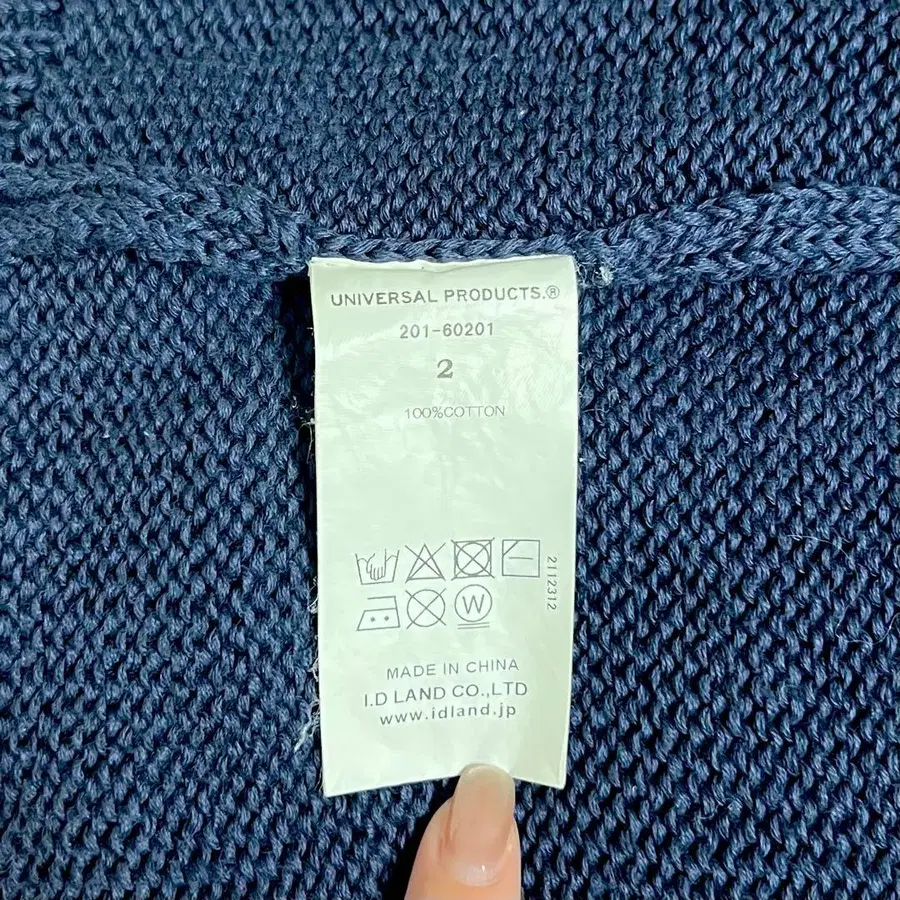 UNIVERSAL PRODUCTS.®
201-60201
2
100%COTTON
2112312
W
MADE IN CHINA
I.D LAND CO.,LTD
www.idland.jp